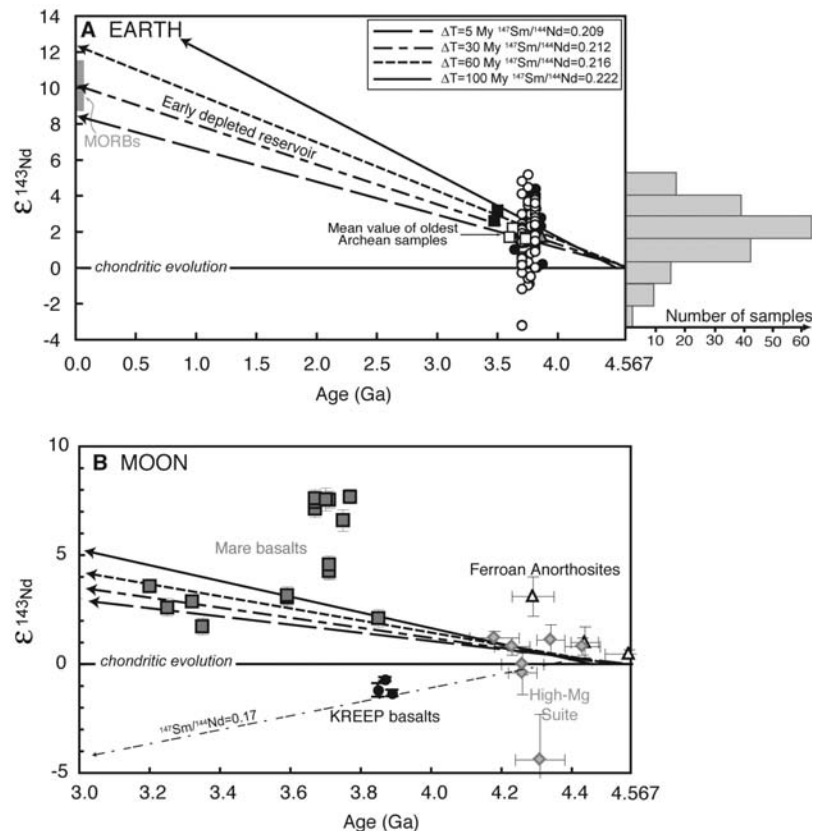 A EARTH
ΔT=5 My ¹⁴⁷Sm/¹⁴⁴Nd=0.209
ΔT=30 My ¹⁴⁷Sm/¹⁴⁴Nd=0.212
ΔT=60 My ¹⁴⁷Sm/¹⁴⁴Nd=0.216
ΔT=100 My ¹⁴⁷Sm/¹⁴⁴Nd=0.222
14
12
10
8
6
4
2
0
-2
-4
ε¹⁴³Nd
MORBs
Early depleted reservoir
Mean value of oldest
Archean samples
chondritic evolution
Number of samples
10 20 30 40 50 60
0.0 0.5 1.0 1.5 2.0 2.5 3.0 3.5 4.0 4.567
Age (Ga)
B MOON
10
5
0
-5
ε¹⁴³Nd
Mare basalts
Ferroan Anorthosites
chondritic evolution
¹⁴⁷Sm/¹⁴⁴Nd=0.17
KREEP basalts
High-Mg
Suite
3.0 3.2 3.4 3.6 3.8 4.0 4.2 4.4 4.567
Age (Ga)